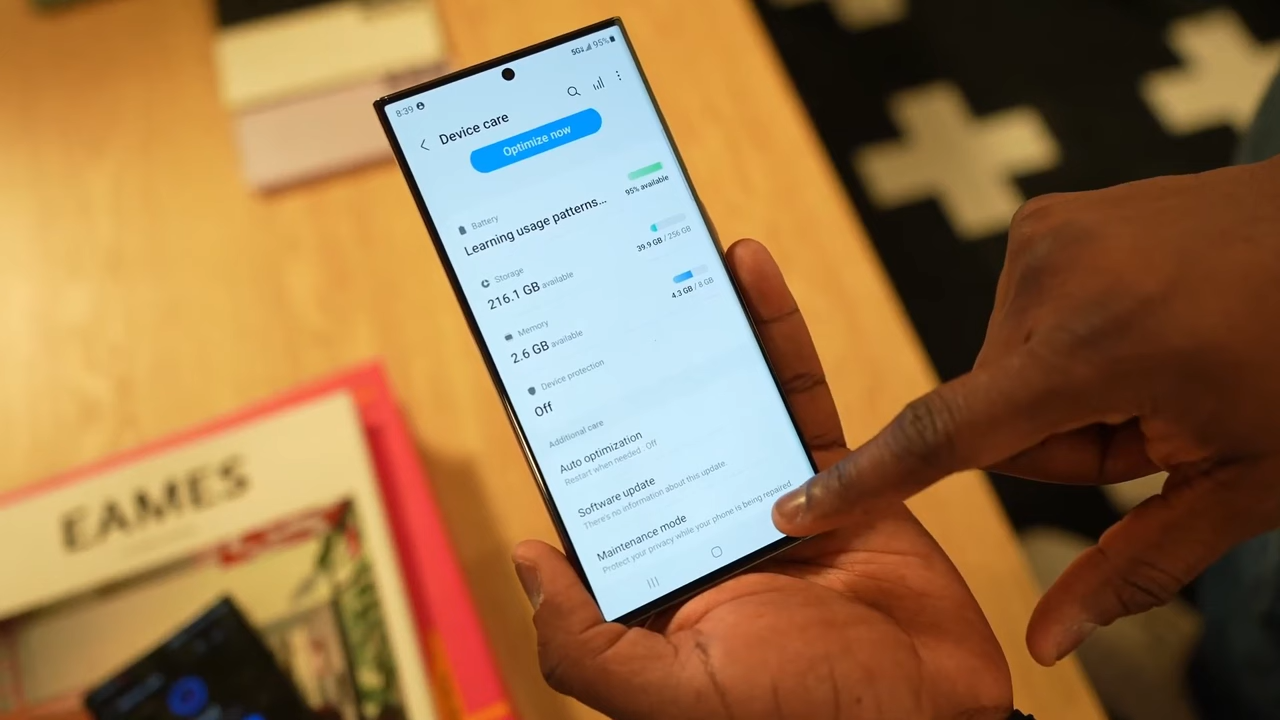 8:39
5G 95%
Device care
Optimize now
Battery
Learning usage patterns...
95% available
Storage
216.1 GB available
39.9 GB / 256 GB
Memory
2.6 GB available
4.3 GB / 8 GB
Device protection
Off
Additional care
Auto optimization
Restart when needed Off
Software update
There's no information about this update.
Maintenance mode
Protect your privacy while your phone is being repaired.
EAMES